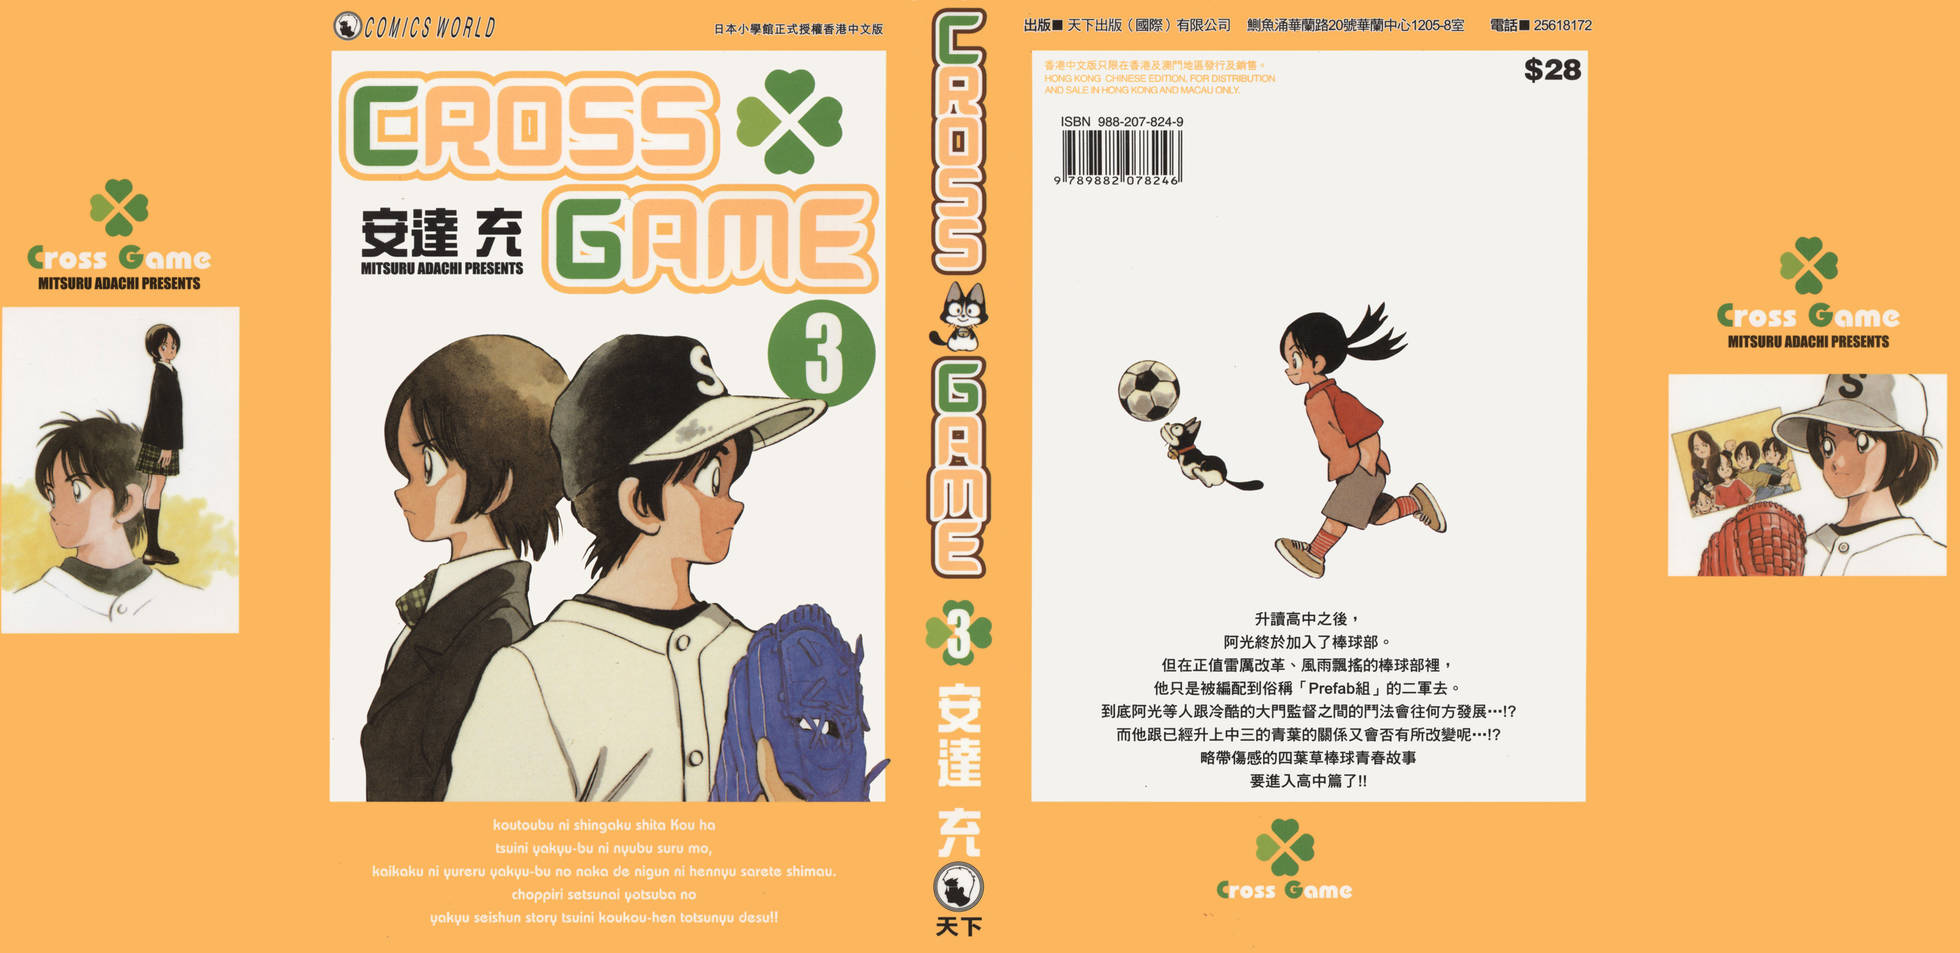 Cross Game
MITSURU ADACHI PRESENTS
COMICS WORLD
日本小學館正式授權香港中文版
CROSS
GAME
安達 充
MITSURU ADACHI PRESENTS
3
S
koutoubu ni shingaku shita Kou ha
tsuini yakyu-bu ni nyubu suru mo,
kaikaku ni yureru yakyu-bu no naka de nigun ni hennyu sarete shimau.
choppiri setsunai yotsuba no
yakyu seishun story tsuini koukou-hen totsunyu desu!!
CROSS
GAME
3
安達 充
天下
出版■ 天下出版（國際）有限公司 鰂魚涌華蘭路20號華蘭中心1205-8室 電話■ 25618172
香港中文版只限在香港及澳門地區發行及銷售。
HONG KONG CHINESE EDITION, FOR DISTRIBUTION
AND SALE IN HONG KONG AND MACAU ONLY.
$28
ISBN 988-207-824-9
9 789882 078246
升讀高中之後，
阿光終於加入了棒球部。
但在正值雷厲改革、風雨飄搖的棒球部裡，
他只是被編配到俗稱「Prefab組」的二軍去。
到底阿光等人跟冷酷的大門監督之間的鬥法會往何方發展…!?
而他跟已經升上中三的青葉的關係又會否有所改變呢…!?
略帶傷感的四葉草棒球青春故事
要進入高中篇了!!
Cross Game
Cross Game
MITSURU ADACHI PRESENTS
S